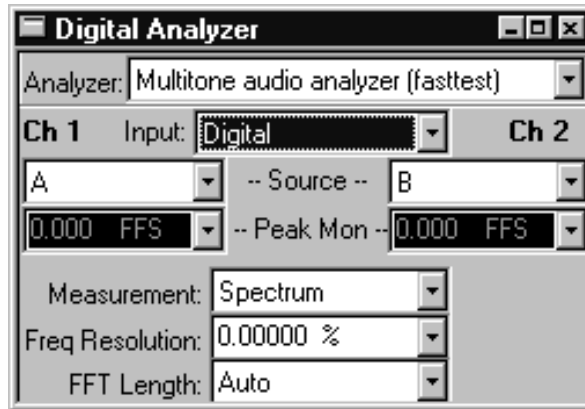 Digital Analyzer
Analyzer: Multitone audio analyzer (fasttest)
Ch 1 Input: Digital Ch 2
A -- Source -- B
0.000 FFS -- Peak Mon -- 0.000 FFS
Measurement: Spectrum
Freq Resolution: 0.00000 %
FFT Length: Auto